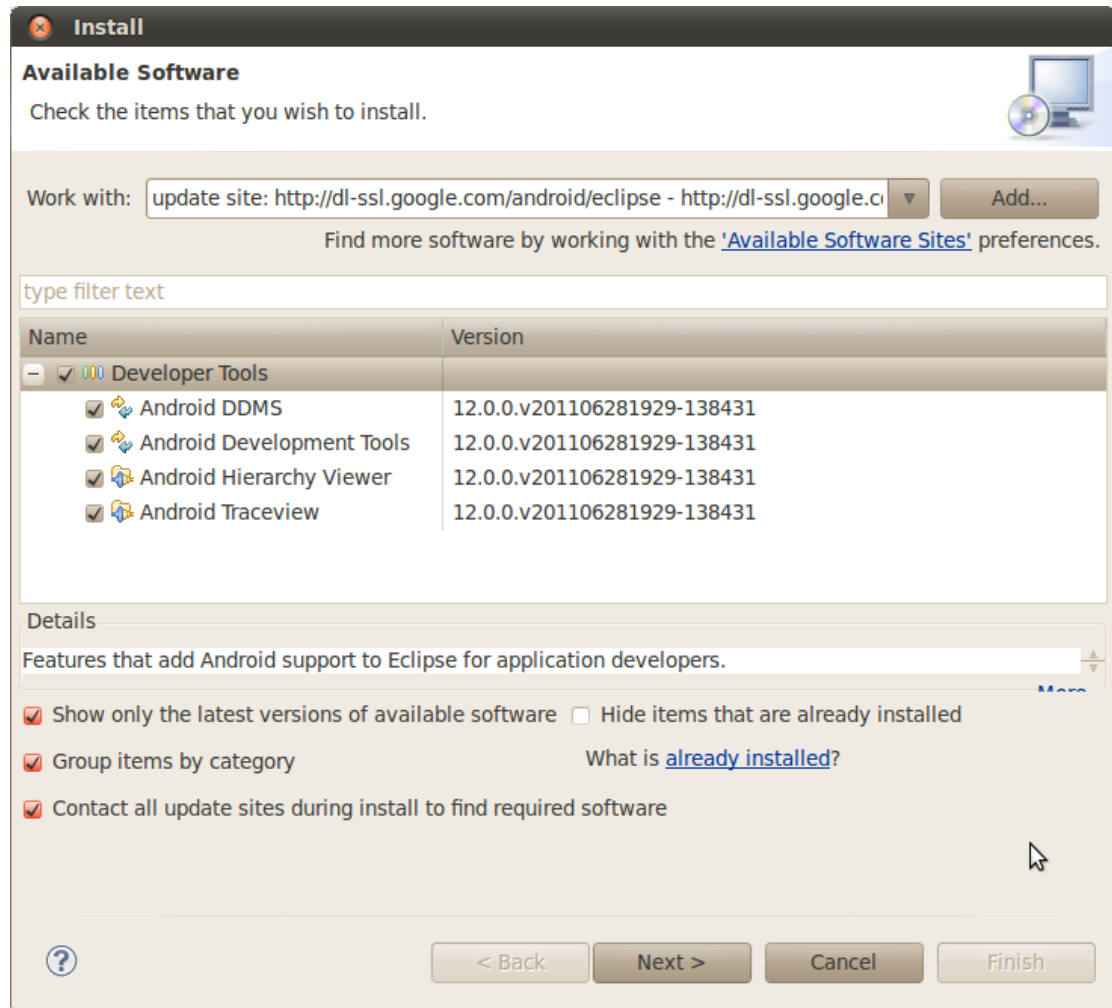 Install
Available Software
Check the items that you wish to install.
Work with: update site: http://dl-ssl.google.com/android/eclipse - http://dl-ssl.google.c Add...
Find more software by working with the 'Available Software Sites' preferences.
type filter text
Name Version
Developer Tools
Android DDMS 12.0.0.v201106281929-138431
Android Development Tools 12.0.0.v201106281929-138431
Android Hierarchy Viewer 12.0.0.v201106281929-138431
Android Traceview 12.0.0.v201106281929-138431
Details
Features that add Android support to Eclipse for application developers.
More
Show only the latest versions of available software Hide items that are already installed
Group items by category What is already installed?
Contact all update sites during install to find required software
? < Back Next > Cancel Finish